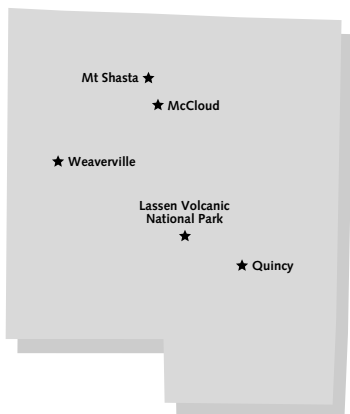 Mt Shasta
McCloud
Weaverville
Lassen Volcanic
National Park
Quincy